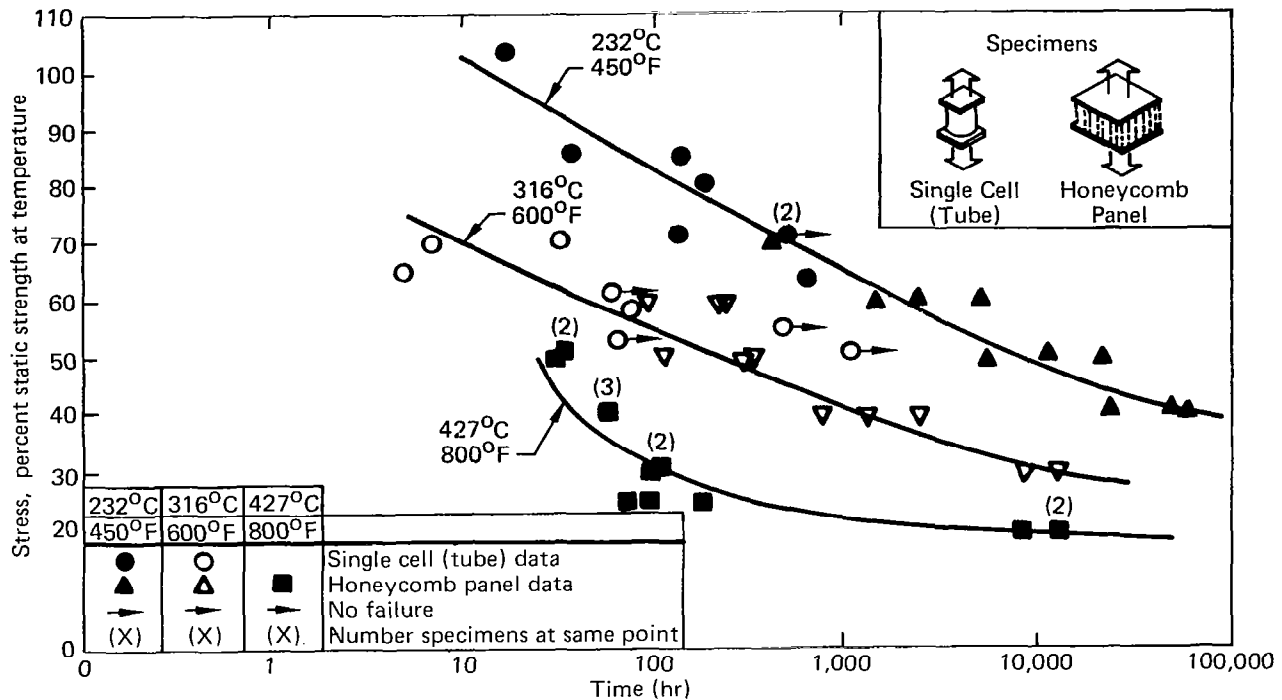 Stress, percent static strength at temperature
110
100
90
80
70
60
50
40
30
20
0
232°C
450°F
316°C
600°F
427°C
800°F
(2)
(2)
(3)
(2)
(2)
Specimens
Single Cell
(Tube)
Honeycomb
Panel
232°C 316°C 427°C
450°F 600°F 800°F
Single cell (tube) data
Honeycomb panel data
No failure
(X) (X) (X). Number specimens at same point
0 1 10 100 1,000 10,000 100,000
Time (hr)